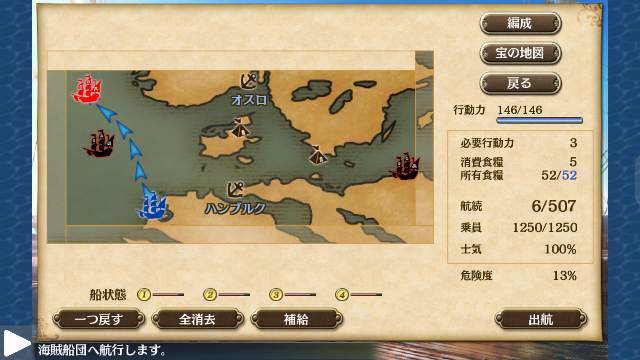 編成
宝の地図
戻る
オスロ
ハンブルク
行動力 146/146
必要行動力 3
消費食糧 5
所有食糧 52/52
航続 6/507
乗員 1250/1250
士気 100%
危険度 13%
船状態 1 2 3 4
一つ戻す 全消去 補給 出航
海賊船団へ航行します。